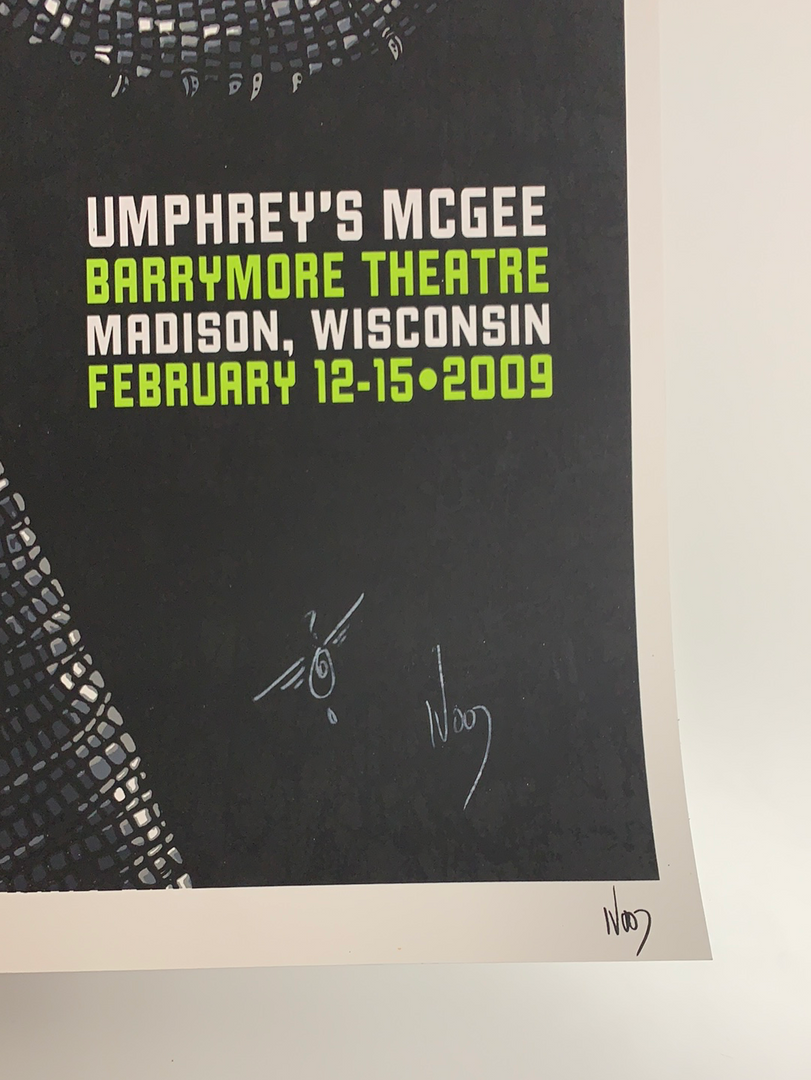 UMPHREY'S MCGEE
BARRYMORE THEATRE
MADISON, WISCONSIN
FEBRUARY 12-15•2009